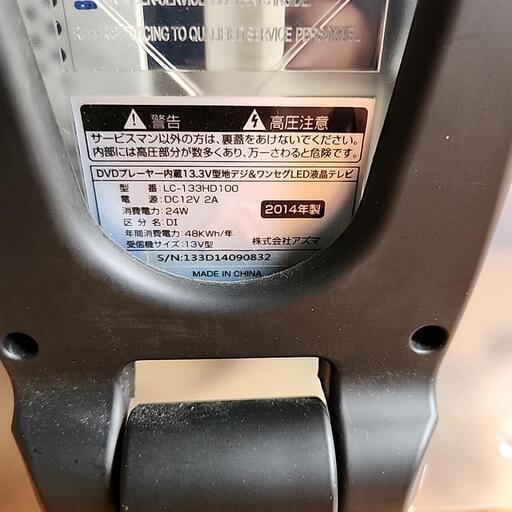 REFER SERVICING TO QUALIFIED SERVICE PERSONNEL.
警告 高圧注意
サービスマン以外の方は、裏蓋をあけないでください。
内部には高圧部分が数多くあり、万一さわると危険です。
DVDプレーヤー内蔵13.3V型地デジ&ワンセグLED液晶テレビ
型 番: LC-133HD100
電 源: DC12V 2A
消費電力: 24W
2014年製
区 分 名: DI
年間消費電力: 48KWh/年
受信機サイズ: 13V型
株式会社アズマ
S/N:133D14090832
MADE IN CHINA